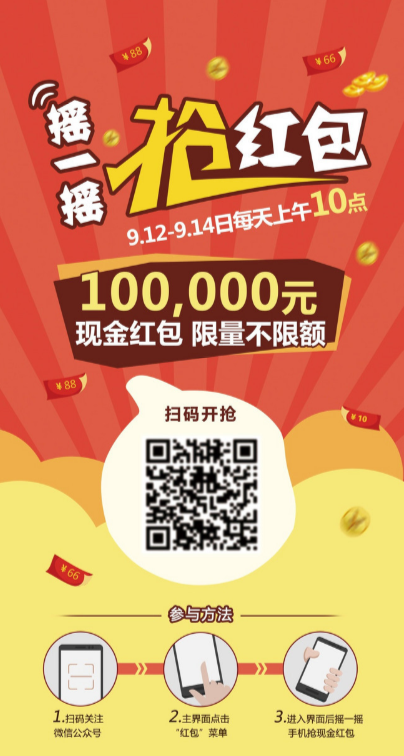 ¥88
¥66
摇一摇
抢红包
9.12-9.14日每天上午10点
100,000元
现金红包 限量不限额
¥88
扫码开抢
¥10
¥66
参与方法
1.扫码关注
微信公众号
2.主界面点击
“红包”菜单
3.进入界面后摇一摇
手机抢现金红包